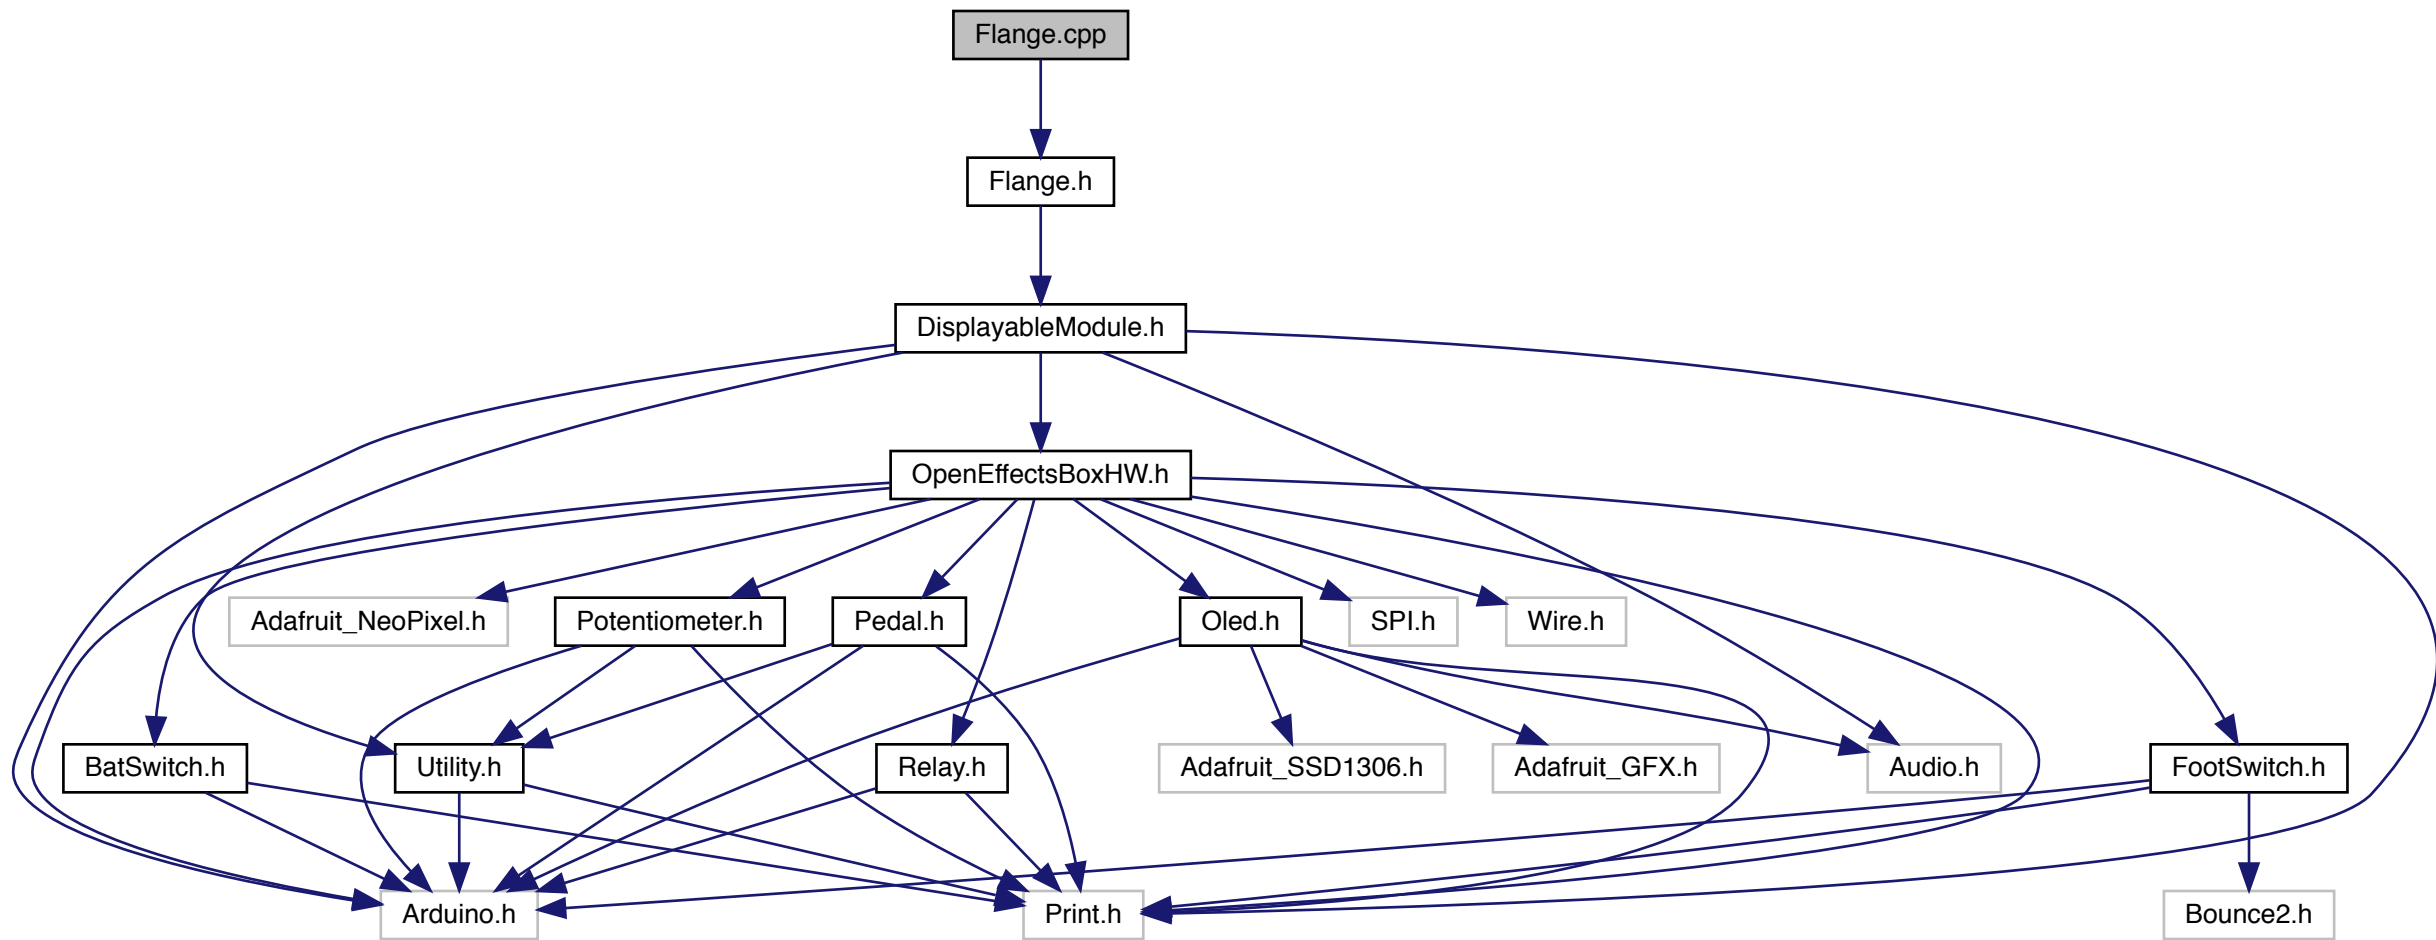 Flange.cpp
Flange.h
DisplayableModule.h
OpenEffectsBoxHW.h
Adafruit_NeoPixel.h
Potentiometer.h
Pedal.h
Oled.h
SPI.h
Wire.h
BatSwitch.h
Utility.h
Relay.h
Adafruit_SSD1306.h
Adafruit_GFX.h
Audio.h
FootSwitch.h
Arduino.h
Print.h
Bounce2.h